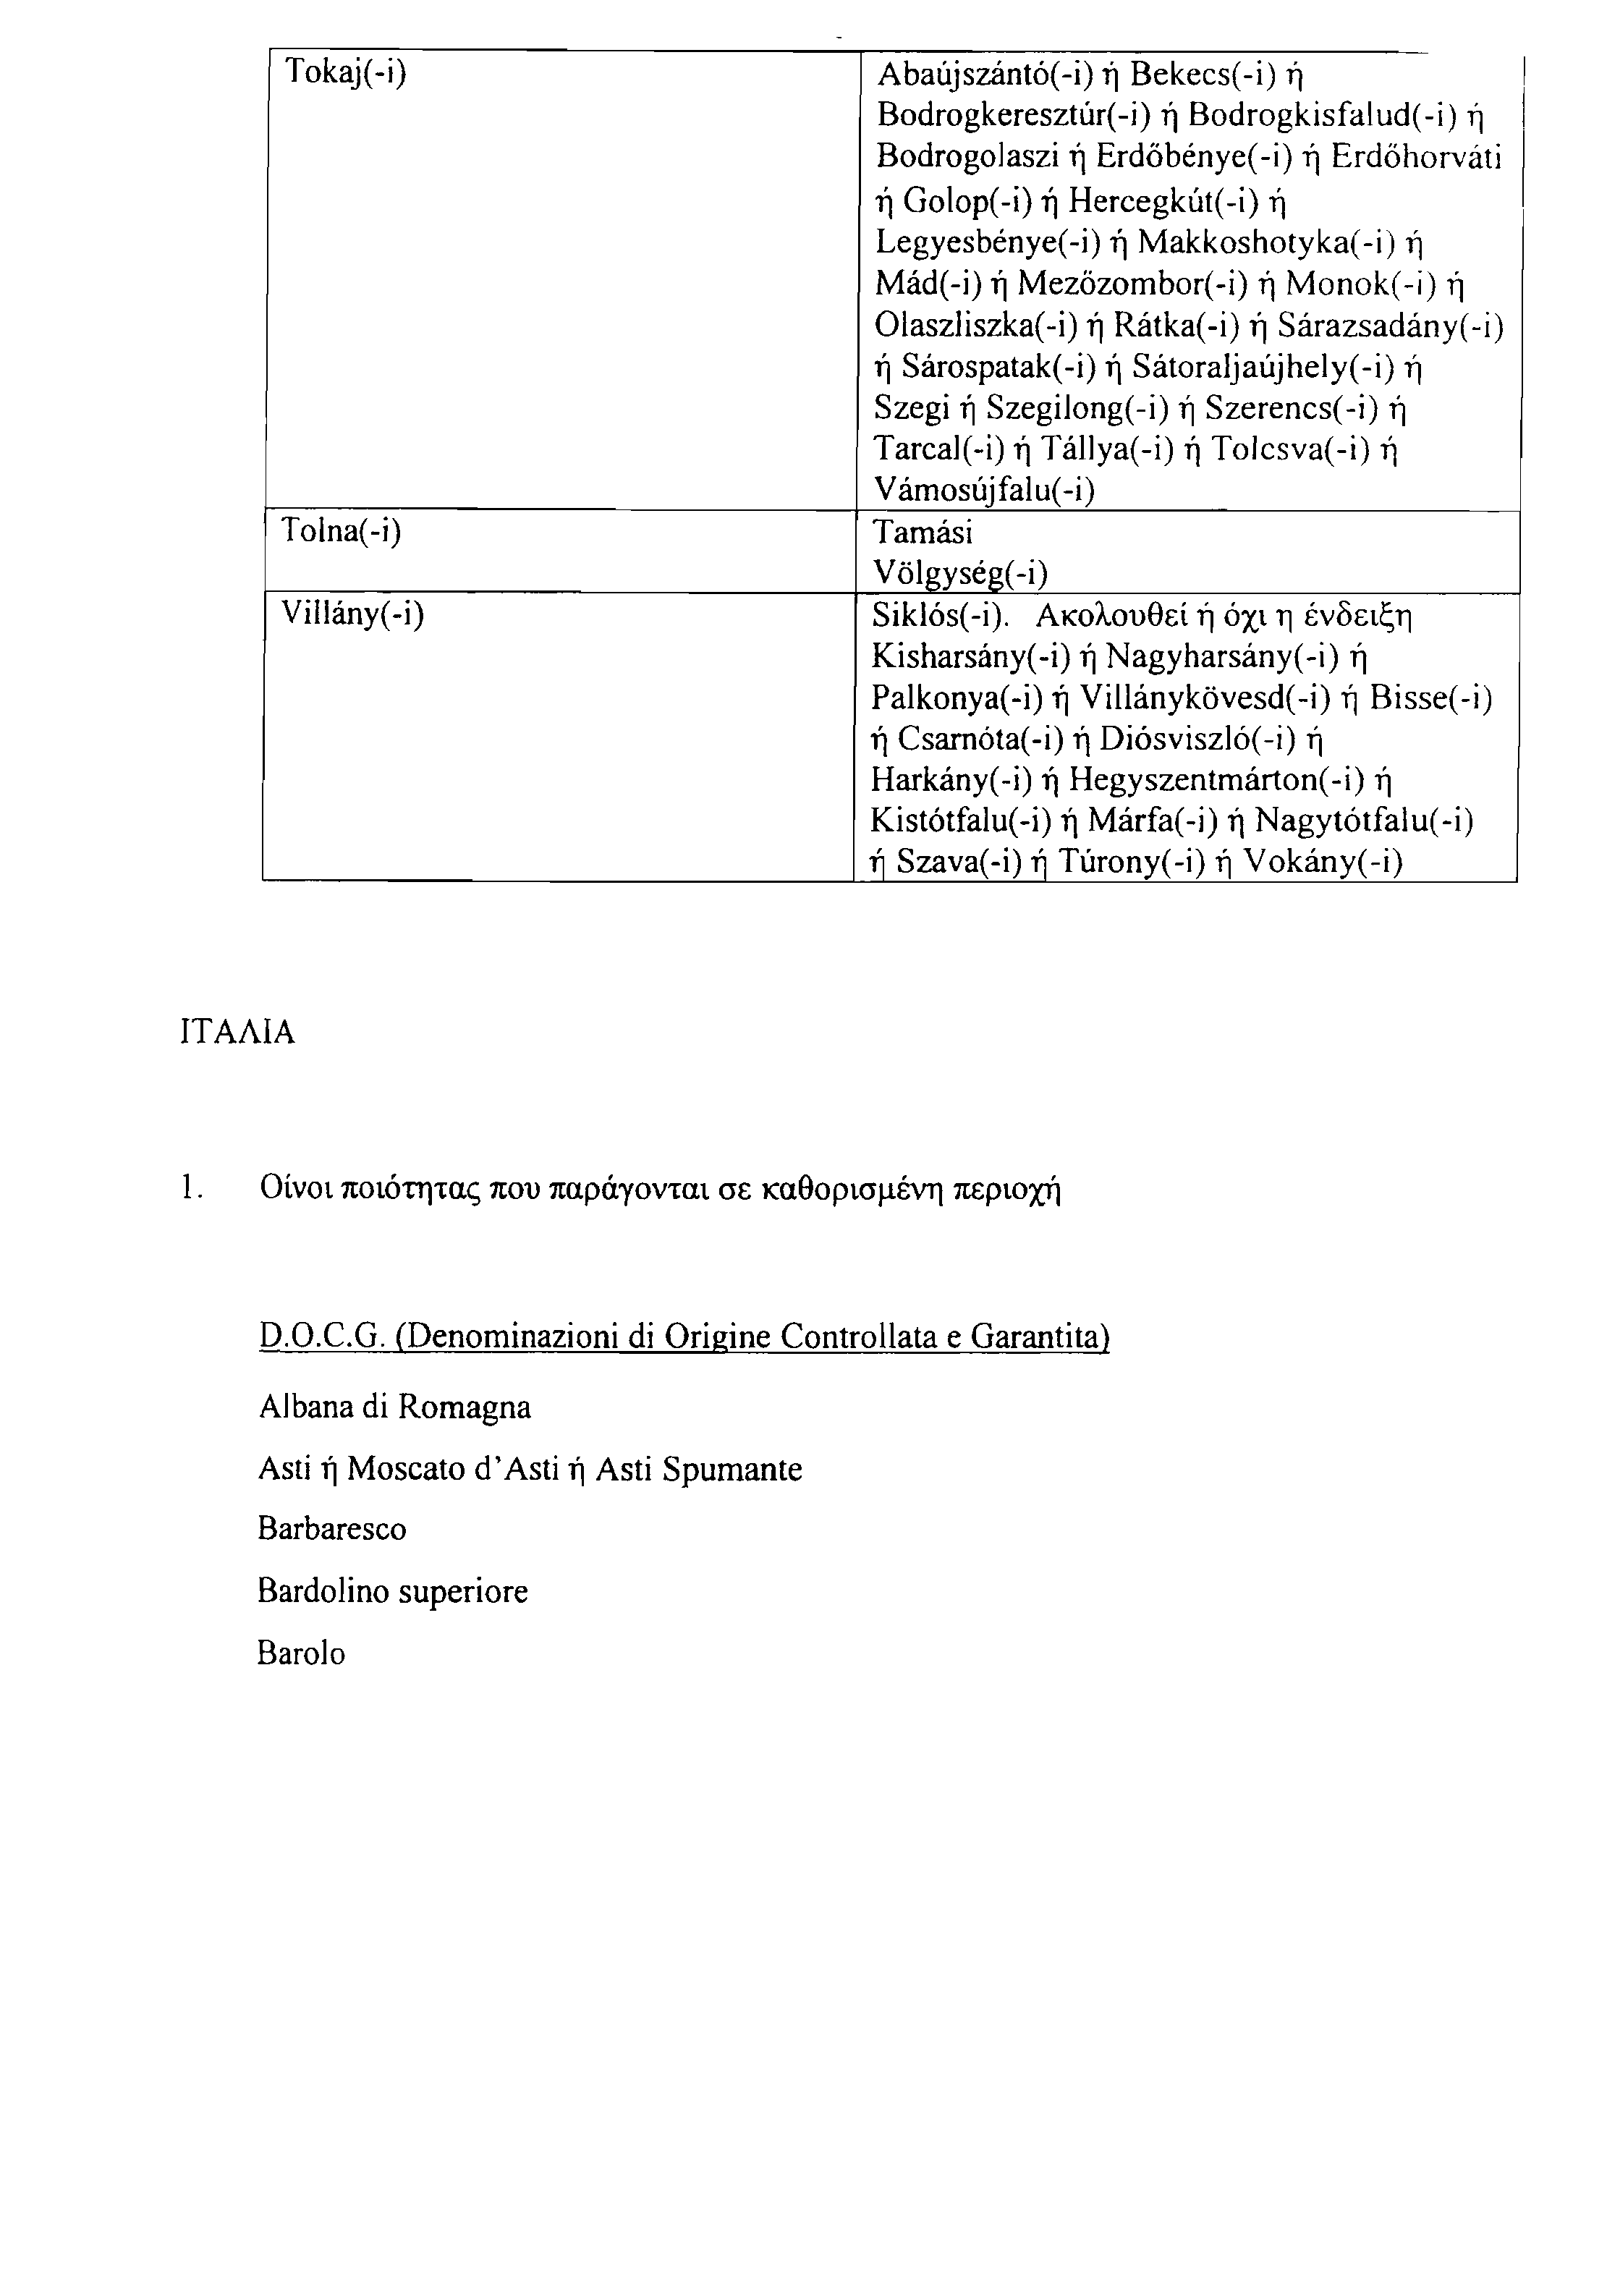 Tokaj(-i)
Abaújszántó(-i) ή Bekecs(-i) ή
Bodrogkeresztúr(-i) ή Bodrogkisfalud(-i) ή
Bodrogolaszi ή Erdőbénye(-i) ή Erdőhorváti
ή Golop(-i) ή Hercegkút(-i) ή
Legyesbénye(-i) ή Makkoshotyka(-i) ή
Mád(-i) ή Mezőzombor(-i) ή Monok(-i) ή
Olaszliszka(-i) ή Rátka(-i) ή Sárazsadány(-i)
ή Sárospatak(-i) ή Sátoraljaújhely(-i) ή
Szegi ή Szegilong(-i) ή Szerencs(-i) ή
Tarcal(-i) ή Tállya(-i) ή Tolcsva(-i) ή
Vámosújfalu(-i)
Tolna(-i)
Tamási
Völgység(-i)
Villány(-i)
Siklós(-i). Ακολουθεί ή όχι η ένδειξη
Kisharsány(-i) ή Nagyharsány(-i) ή
Palkonya(-i) ή Villánykövesd(-i) ή Bisse(-i)
ή Csarnóta(-i) ή Diósviszló(-i) ή
Harkány(-i) ή Hegyszentmárton(-i) ή
Kistótfalu(-i) ή Márfa(-i) ή Nagytótfalu(-i)
ή Szava(-i) ή Túrony(-i) ή Vokány(-i)
ΙΤΑΛΙΑ
1. Οίνοι ποιότητας που παράγονται σε καθορισμένη περιοχή
D.O.C.G. (Denominazioni di Origine Controllata e Garantita)
Albana di Romagna
Asti ή Moscato d'Asti ή Asti Spumante
Barbaresco
Bardolino superiore
Barolo